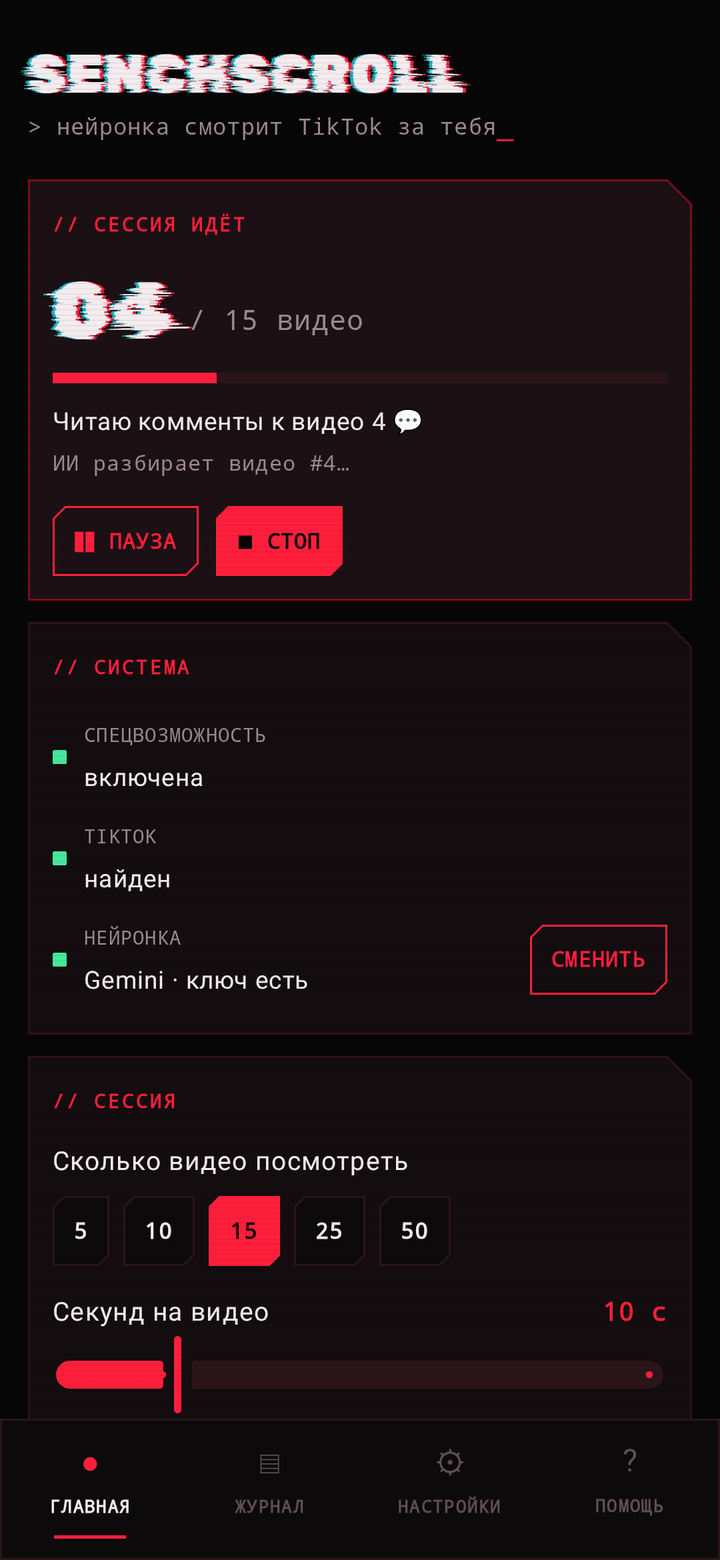 SENCHSCROLL
> нейронка смотрит TikTok за тебя_
// СЕССИЯ ИДЁТ
04 / 15 видео
Читаю комменты к видео 4 💬
ИИ разбирает видео #4…
ПАУЗА
СТОП
// СИСТЕМА
СПЕЦВОЗМОЖНОСТЬ
включена
TIKTOK
найден
НЕЙРОНКА
Gemini · ключ есть
СМЕНИТЬ
// СЕССИЯ
Сколько видео посмотреть
5 10 15 25 50
Секунд на видео 10 с
ГЛАВНАЯ ЖУРНАЛ НАСТРОЙКИ ПОМОЩЬ